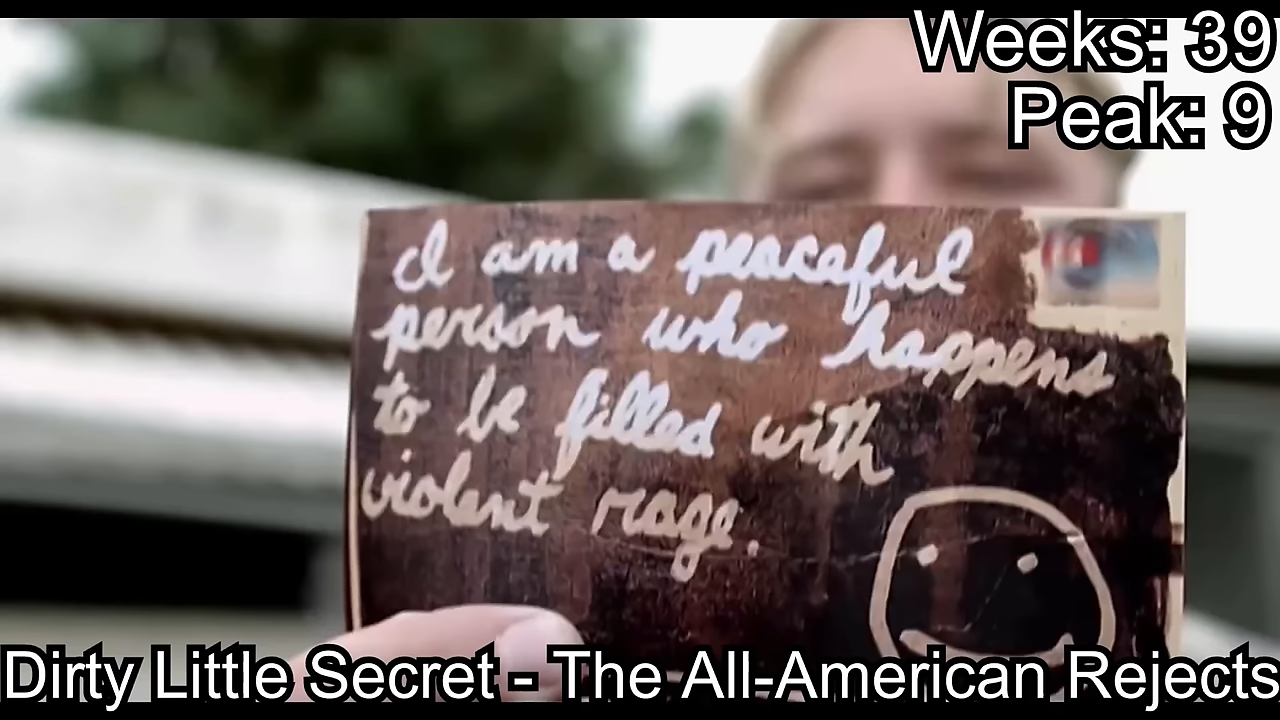 Weeks: 39
Peak: 9
I am a peaceful
person who happens
to be filled with
violent rage.
Dirty Little Secret - The All-American Rejects